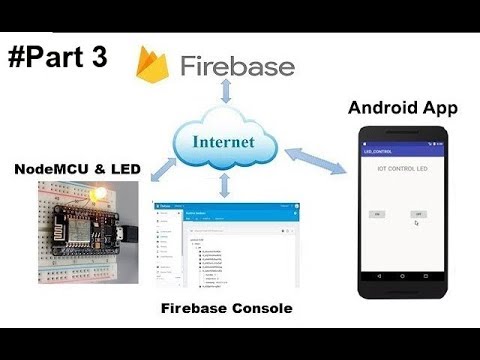 #Part 3
Firebase
Android App
Internet
LED_CONTROL
NodeMCU & LED
IOT CONTROL LED
ON
OFF
Firebase Console